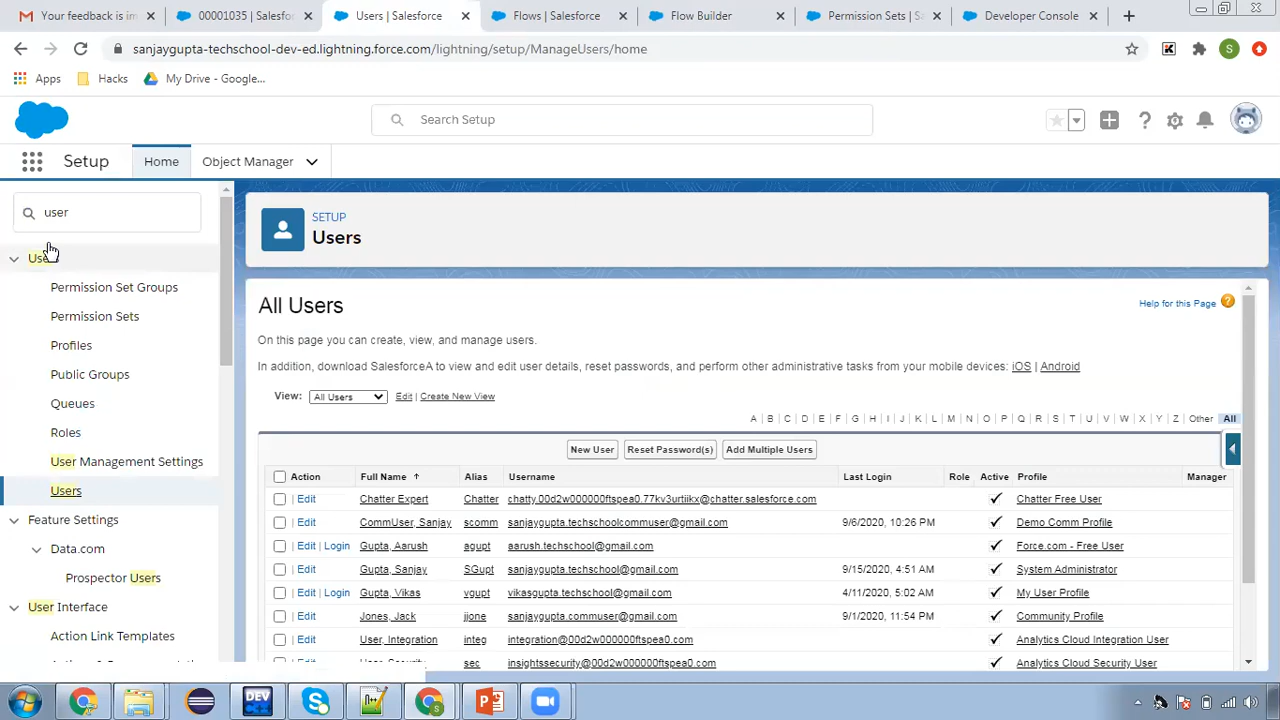 Your feedback is im
00001035 | Salesfo
Users | Salesforce
Flows | Salesforce
Flow Builder
Permission Sets | S
Developer Console
sanjaygupta-techschool-dev-ed.lightning.force.com/lightning/setup/ManageUsers/home
S
Apps
Hacks
My Drive - Google...
Search Setup
Setup
Home
Object Manager
user
SETUP
Users
User
Permission Set Groups
Permission Sets
Profiles
Public Groups
Queues
Roles
User Management Settings
Users
Feature Settings
Data.com
Prospector Users
User Interface
Action Link Templates
All Users
Help for this Page
On this page you can create, view, and manage users.
In addition, download SalesforceA to view and edit user details, reset passwords, and perform other administrative tasks from your mobile devices: iOS | Android
View: All Users Edit | Create New View
A | B | C | D | E | F | G | H | I | J | K | L | M | N | O | P | Q | R | S | T | U | V | W | X | Y | Z | Other All
New User Reset Password(s) Add Multiple Users
Action Full Name Alias Username Last Login Role Active Profile Manager
Edit Chatter Expert Chatter chatty.00d2w000000ftspea0.77kv3urtiikx@chatter.salesforce.com Chatter Free User
Edit CommUser, Sanjay scomm sanjaygupta.techschoolcommuser@gmail.com 9/6/2020, 10:26 PM Demo Comm Profile
Edit | Login Gupta, Aarush agupt aarush.techschool@gmail.com Force.com - Free User
Edit Gupta, Sanjay SGupt sanjaygupta.techschool@gmail.com 9/15/2020, 4:51 AM System Administrator
Edit | Login Gupta, Vikas vgupt vikasgupta.techschool@gmail.com 4/11/2020, 5:02 AM My User Profile
Edit Jones, Jack jjone sanjaygupta.commuser@gmail.com 9/1/2020, 11:54 PM Community Profile
Edit User, Integration integ integration@00d2w000000ftspea0.com Analytics Cloud Integration User
Edit User, Security sec insightssecurity@00d2w000000ftspea0.com Analytics Cloud Security User